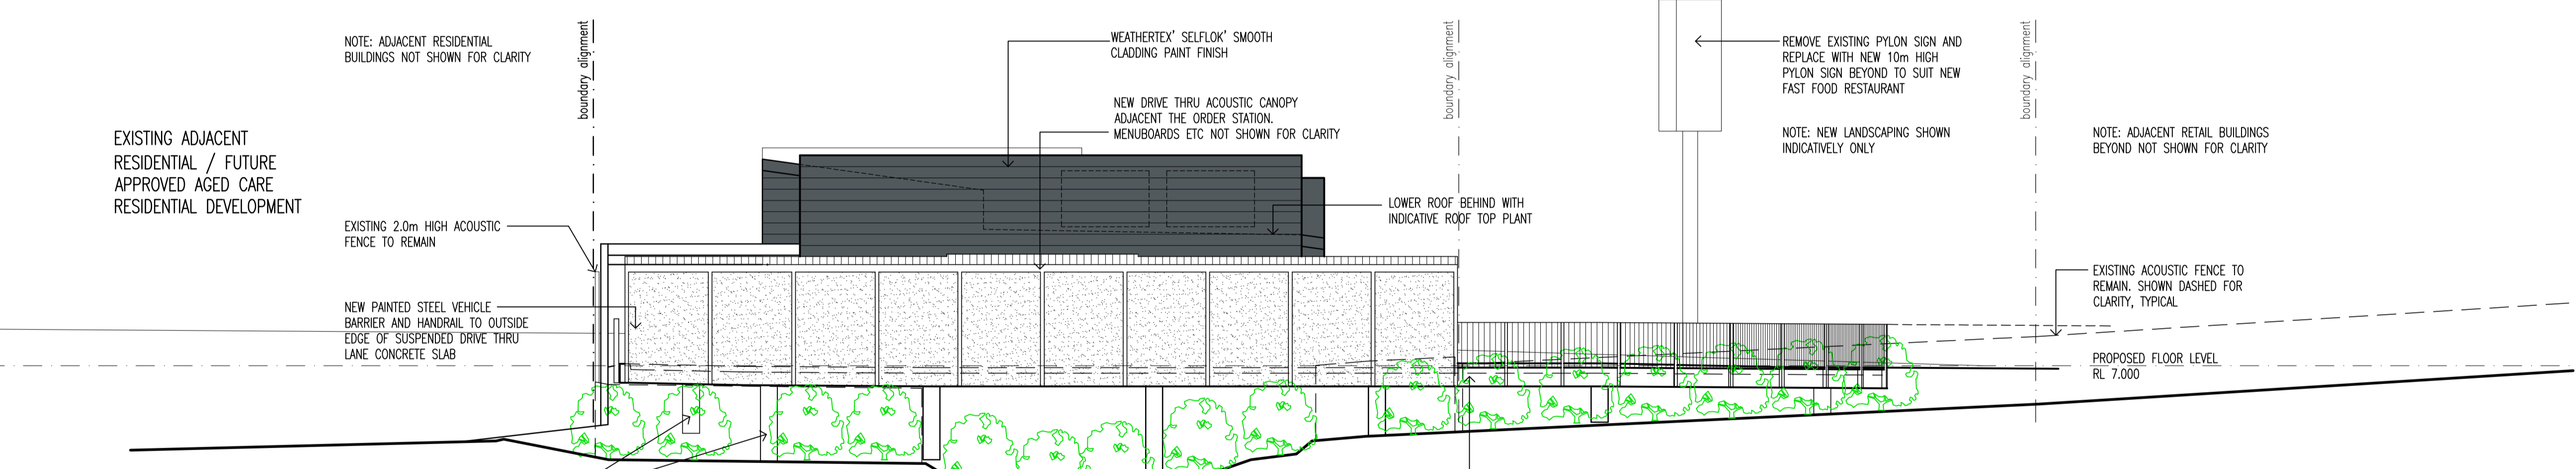 NOTE: ADJACENT RESIDENTIAL
BUILDINGS NOT SHOWN FOR CLARITY
EXISTING ADJACENT
RESIDENTIAL / FUTURE
APPROVED AGED CARE
RESIDENTIAL DEVELOPMENT
EXISTING 2.0m HIGH ACOUSTIC
FENCE TO REMAIN
NEW PAINTED STEEL VEHICLE
BARRIER AND HANDRAIL TO OUTSIDE
EDGE OF SUSPENDED DRIVE THRU
LANE CONCRETE SLAB
boundary alignment
WEATHERTEX' SELFLOK' SMOOTH
CLADDING PAINT FINISH
NEW DRIVE THRU ACOUSTIC CANOPY
ADJACENT THE ORDER STATION.
MENUBOARDS ETC NOT SHOWN FOR CLARITY
LOWER ROOF BEHIND WITH
INDICATIVE ROOF TOP PLANT
boundary alignment
REMOVE EXISTING PYLON SIGN AND
REPLACE WITH NEW 10m HIGH
PYLON SIGN BEYOND TO SUIT NEW
FAST FOOD RESTAURANT
NOTE: NEW LANDSCAPING SHOWN
INDICATIVELY ONLY
boundary alignment
NOTE: ADJACENT RETAIL BUILDINGS
BEYOND NOT SHOWN FOR CLARITY
EXISTING ACOUSTIC FENCE TO
REMAIN. SHOWN DASHED FOR
CLARITY, TYPICAL
PROPOSED FLOOR LEVEL
RL 7.000